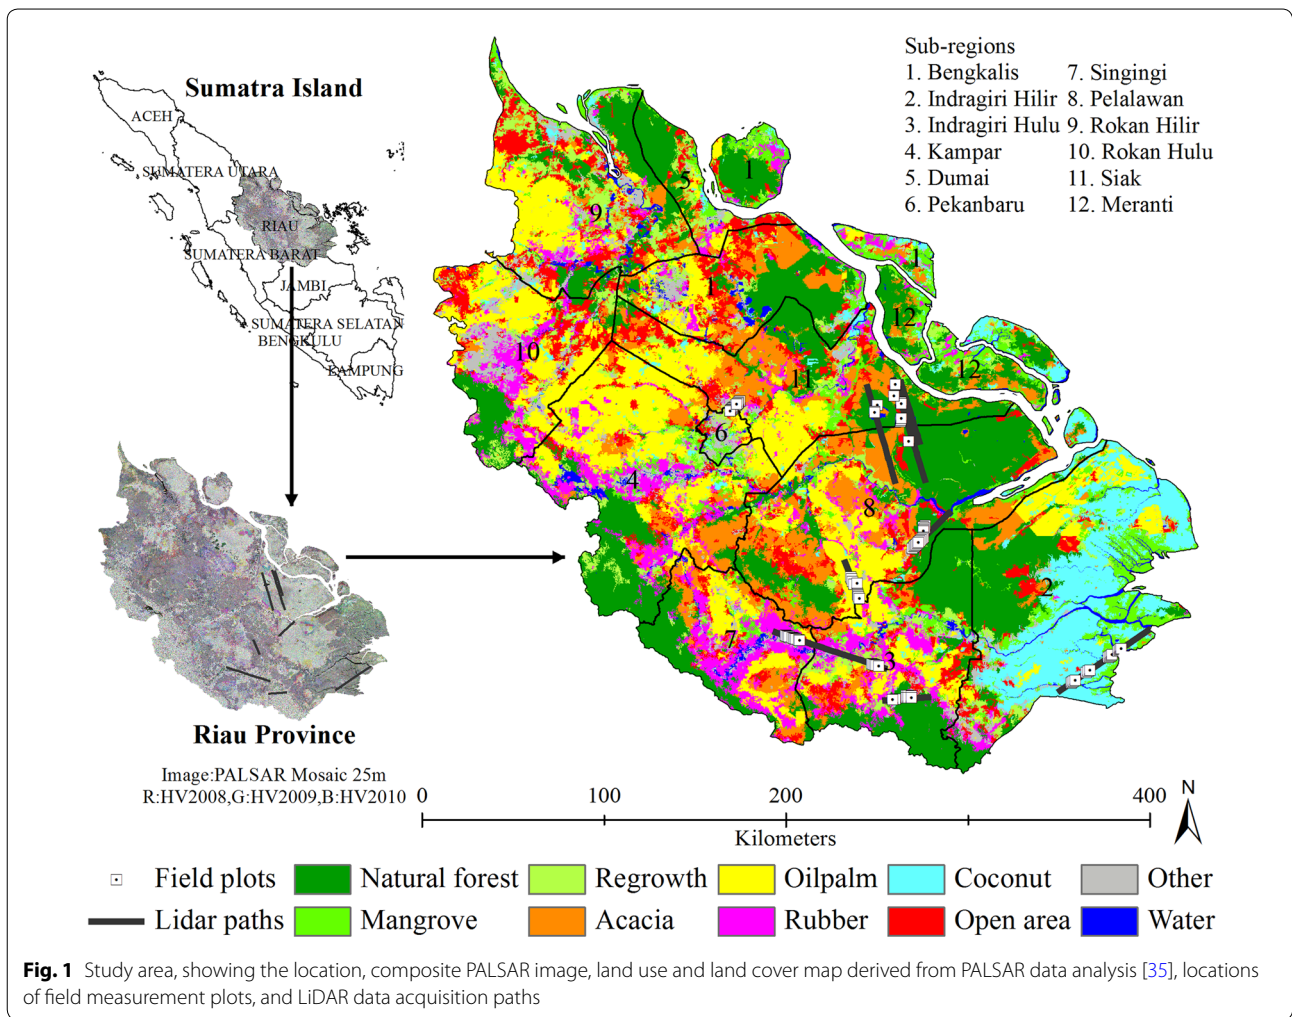 Sumatra Island
ACEH
SUMATERA UTARA
RIAU
SUMATERA BARAT
JAMBI
SUMATERA SELATAN
BENGKULU
LAMPUNG
Riau Province
Image:PALSAR Mosaic 25m
R:HV2008,G:HV2009,B:HV2010
Sub-regions
1. Bengkalis
2. Indragiri Hilir
3. Indragiri Hulu
4. Kampar
5. Dumai
6. Pekanbaru
7. Singingi
8. Pelalawan
9. Rokan Hilir
10. Rokan Hulu
11. Siak
12. Meranti
5
1
9
1
1
12
10
11
12
6
4
8
2
7
3
0 100 200 400
Kilometers
N
Field plots Natural forest Regrowth Oilpalm Coconut Other
Lidar paths Mangrove Acacia Rubber Open area Water
Fig. 1 Study area, showing the location, composite PALSAR image, land use and land cover map derived from PALSAR data analysis [35], locations
of field measurement plots, and LiDAR data acquisition paths